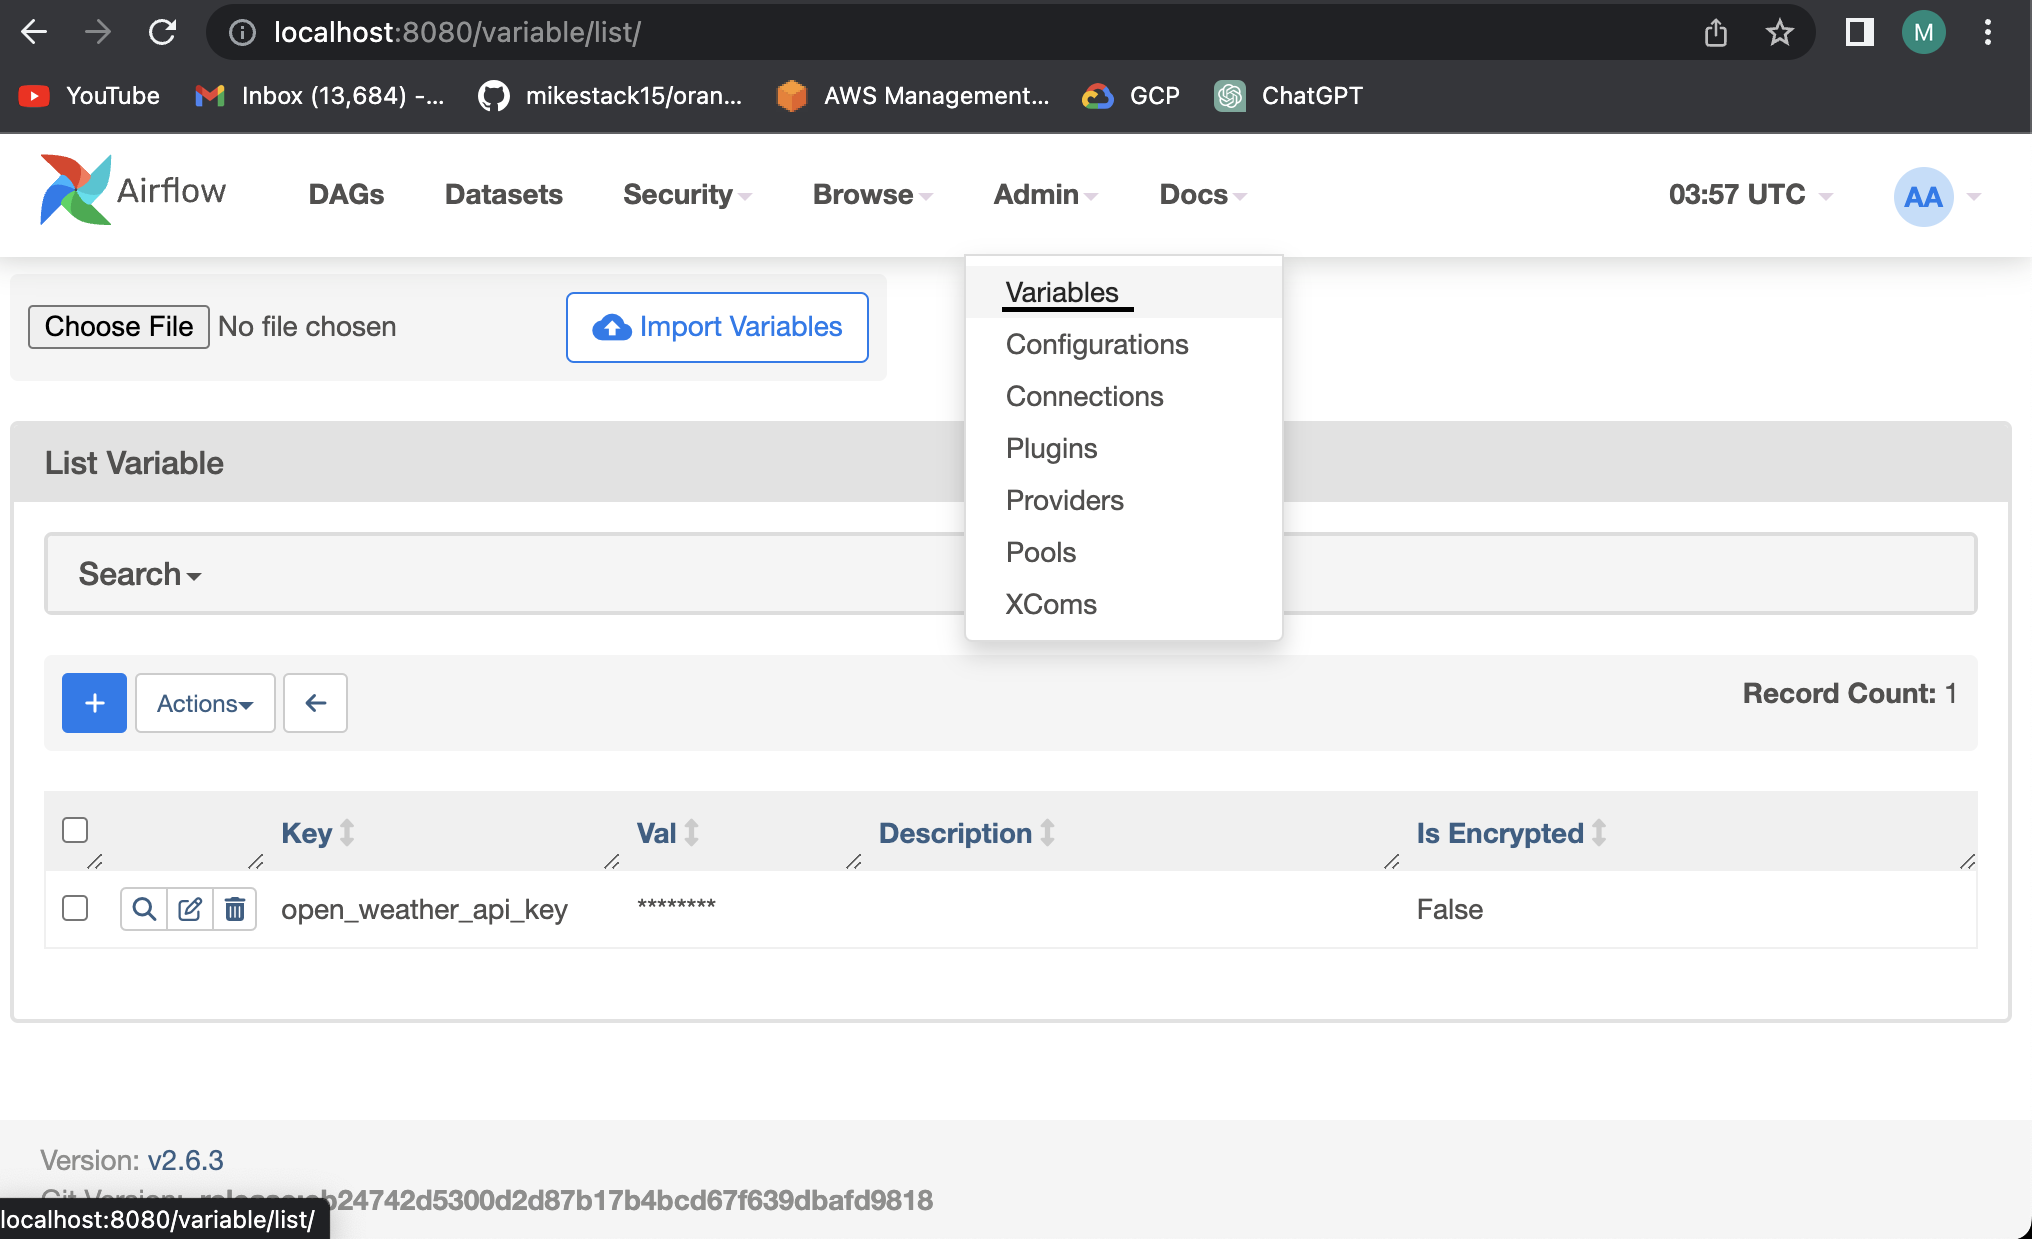 localhost:8080/variable/list/
M
YouTube Inbox (13,684) -... mikestack15/oran... AWS Management... GCP ChatGPT
Airflow DAGs Datasets Security Browse Admin Docs 03:57 UTC AA
Choose File No file chosen Import Variables
Variables
Configurations
Connections
Plugins
Providers
Pools
XComs
List Variable
Search
+ Actions
Record Count: 1
Key Val Description Is Encrypted
open_weather_api_key ******** False
Version: v2.6.3
b24742d5300d2d87b17b4bcd67f639dbafd9818
localhost:8080/variable/list/